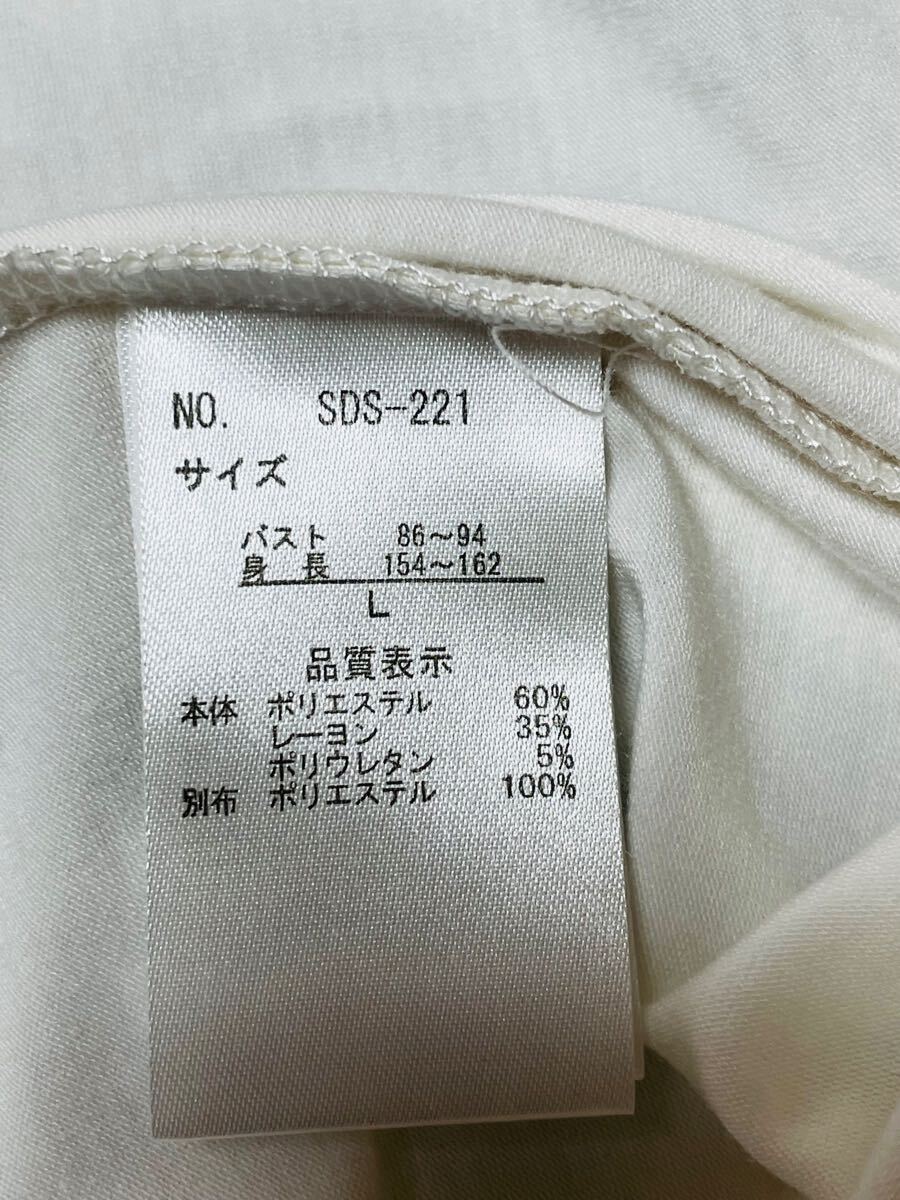 NO. SDS-221
サイズ
バスト 86～94
身長 154～162
L
品質表示
本体 ポリエステル 60%
レーヨン 35%
ポリウレタン 5%
別布 ポリエステル 100%